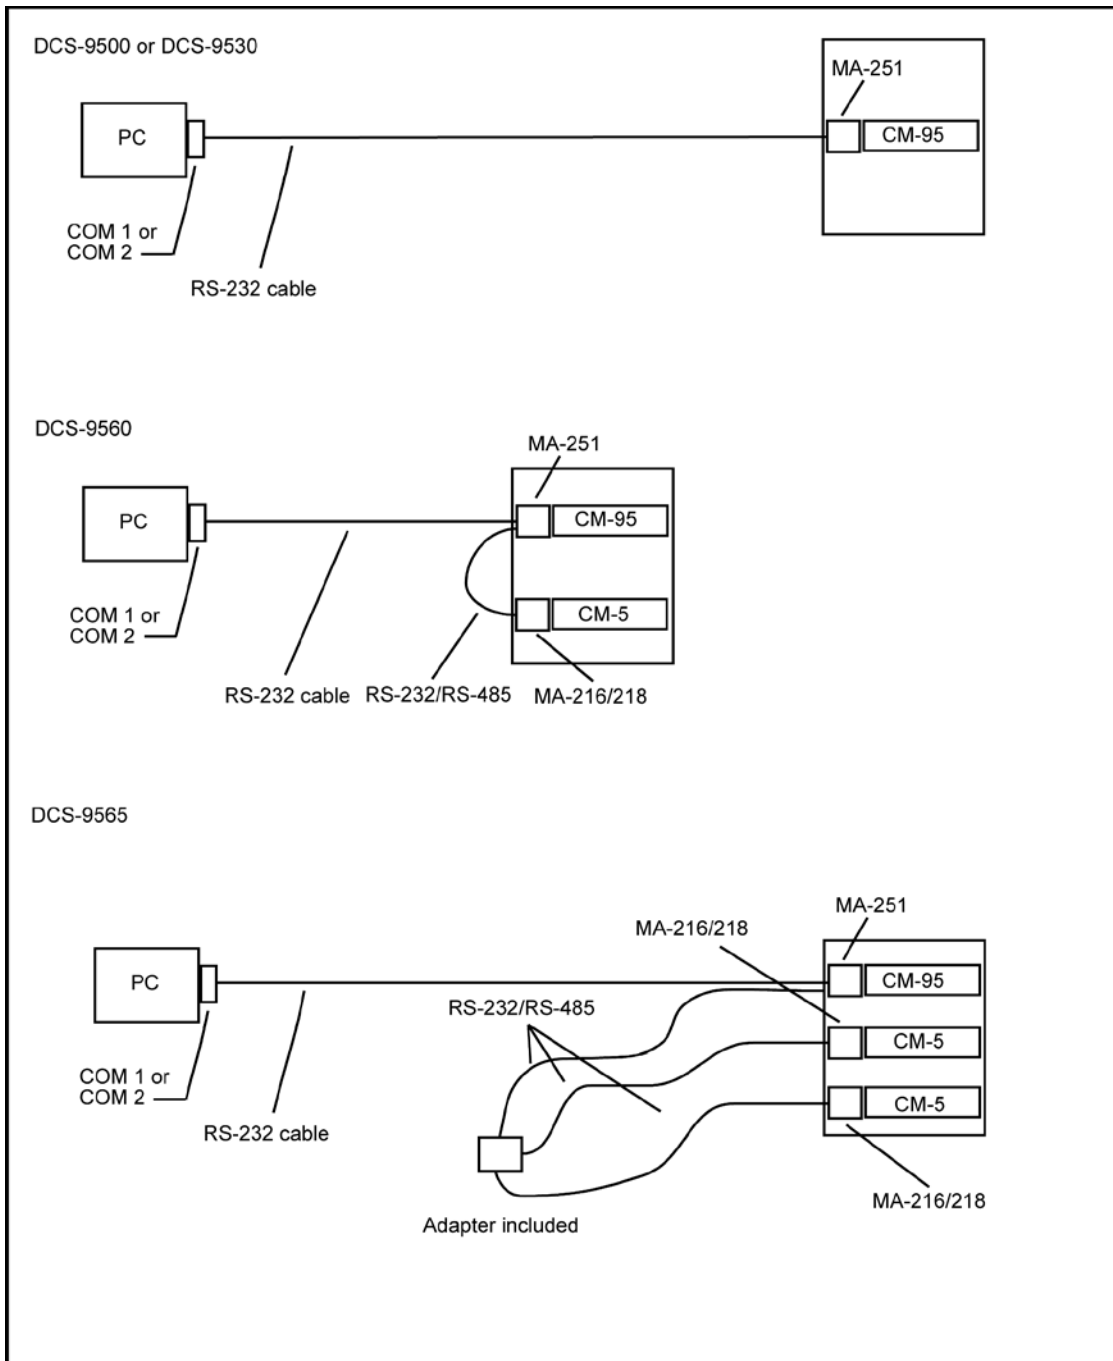 DCS-9500 or DCS-9530
MA-251
PC
CM-95
COM 1 or
COM 2
RS-232 cable
DCS-9560
MA-251
PC
CM-95
COM 1 or
COM 2
CM-5
RS-232 cable
RS-232/RS-485
MA-216/218
DCS-9565
MA-251
MA-216/218
PC
CM-95
RS-232/RS-485
CM-5
COM 1 or
COM 2
CM-5
RS-232 cable
MA-216/218
Adapter included